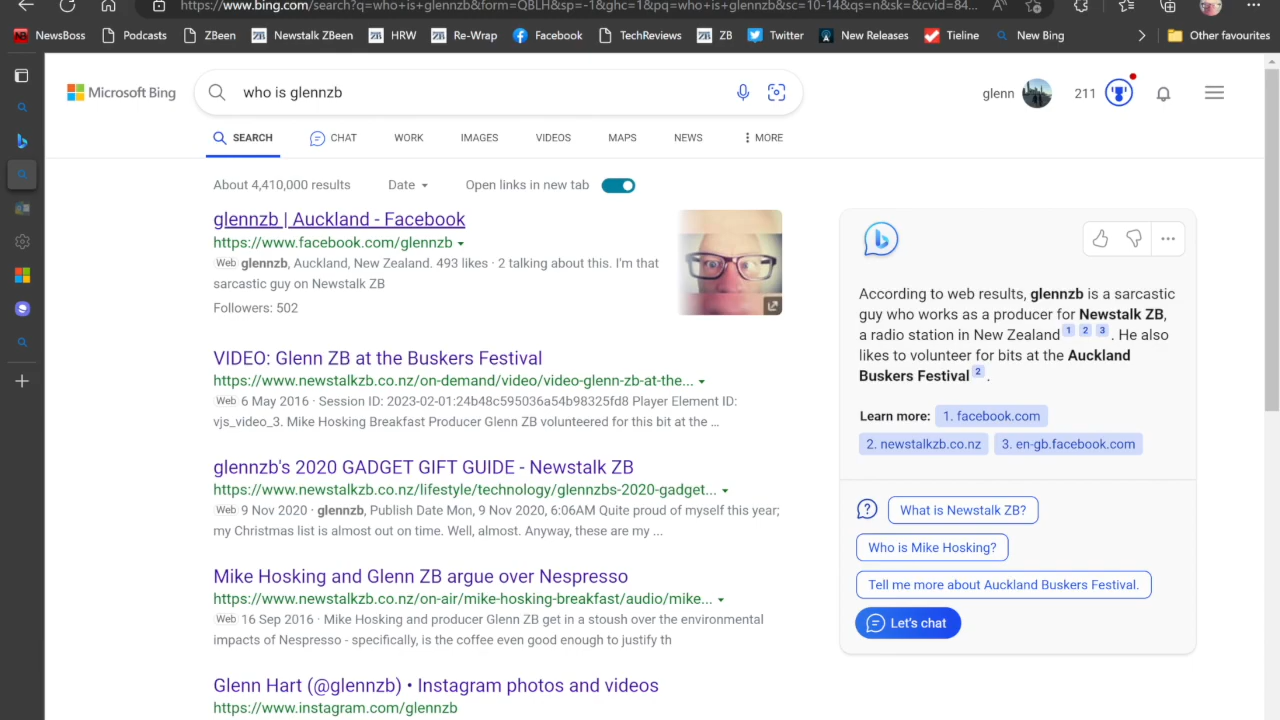 https://www.bing.com/search?q=who+is+glennzb&form=QBLH&sp=-1&ghc=1&pq=who+is+glennzb&sc=10-14&qs=n&sk=&cvid=84...
NewsBoss Podcasts ZBeen Newstalk ZBeen HRW Re-Wrap Facebook TechReviews ZB Twitter New Releases Tieline New Bing Other favourites
Microsoft Bing
who is glennzb
glenn
211
SEARCH CHAT WORK IMAGES VIDEOS MAPS NEWS MORE
About 4,410,000 results Date Open links in new tab
glennzb | Auckland - Facebook
https://www.facebook.com/glennzb
Web glennzb, Auckland, New Zealand. 493 likes · 2 talking about this. I'm that
sarcastic guy on Newstalk ZB
Followers: 502
VIDEO: Glenn ZB at the Buskers Festival
https://www.newstalkzb.co.nz/on-demand/video/video-glenn-zb-at-the...
Web 6 May 2016 · Session ID: 2023-02-01:24b48c595036a54b98325fd8 Player Element ID:
vjs_video_3. Mike Hosking Breakfast Producer Glenn ZB volunteered for this bit at the ...
glennzb's 2020 GADGET GIFT GUIDE - Newstalk ZB
https://www.newstalkzb.co.nz/lifestyle/technology/glennzbs-2020-gadget...
Web 9 Nov 2020 · glennzb, Publish Date Mon, 9 Nov 2020, 6:06AM Quite proud of myself this year;
my Christmas list is almost out on time. Well, almost. Anyway, these are my ...
Mike Hosking and Glenn ZB argue over Nespresso
https://www.newstalkzb.co.nz/on-air/mike-hosking-breakfast/audio/mike...
Web 16 Sep 2016 · Mike Hosking and producer Glenn ZB get in a stoush over the environmental
impacts of Nespresso - specifically, is the coffee even good enough to justify th
Glenn Hart (@glennzb) • Instagram photos and videos
https://www.instagram.com/glennzb
According to web results, glennzb is a sarcastic
guy who works as a producer for Newstalk ZB,
a radio station in New Zealand 1 2 3 . He also
likes to volunteer for bits at the Auckland
Buskers Festival 2 .
Learn more: 1. facebook.com
2. newstalkzb.co.nz 3. en-gb.facebook.com
What is Newstalk ZB?
Who is Mike Hosking?
Tell me more about Auckland Buskers Festival.
Let's chat